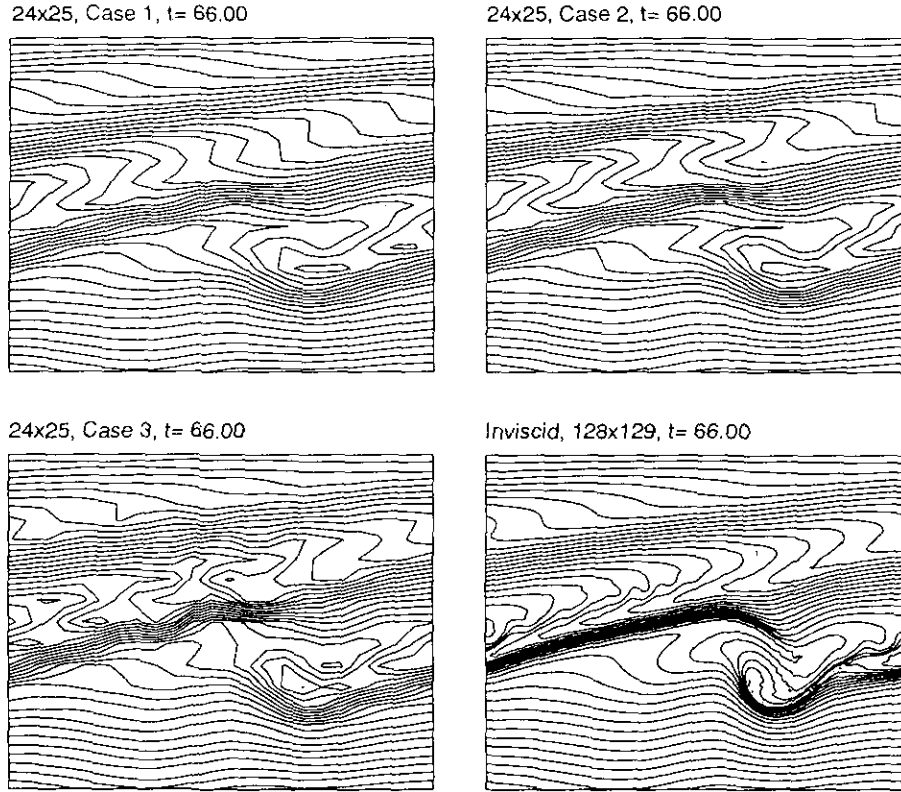 24x25, Case 1, t= 66.00
24x25, Case 2, t= 66.00
24x25, Case 3, t= 66.00
Inviscid, 128x129, t= 66.00